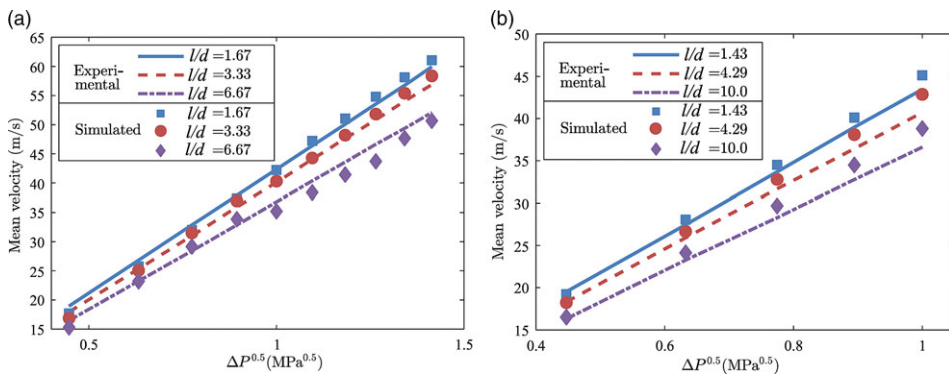 (a)
65
60
55
50
45
40
35
30
25
20
15
Mean velocity (m/s)
Experi-
mental
l/d =1.67
l/d =3.33
l/d =6.67
Simulated
l/d =1.67
l/d =3.33
l/d =6.67
0.5
1
1.5
ΔP^0.5(MPa^0.5)
(b)
50
45
40
35
30
25
20
15
Mean velocity (m/s)
Experi-
mental
l/d =1.43
l/d =4.29
l/d =10.0
Simulated
l/d =1.43
l/d =4.29
l/d =10.0
0.4
0.6
0.8
1
ΔP^0.5(MPa^0.5)